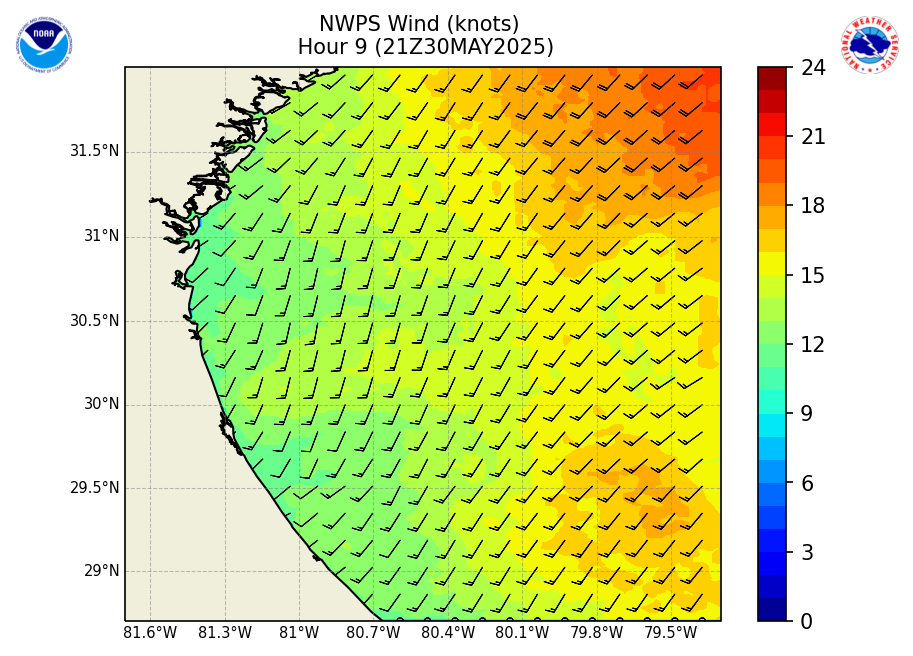 NWPS Wind (knots)
Hour 9 (21Z30MAY2025)
NOAA
NATIONAL WEATHER SERVICE
31.5°N
31°N
30.5°N
30°N
29.5°N
29°N
81.6°W 81.3°W 81°W 80.7°W 80.4°W 80.1°W 79.8°W 79.5°W
24
21
18
15
12
9
6
3
0